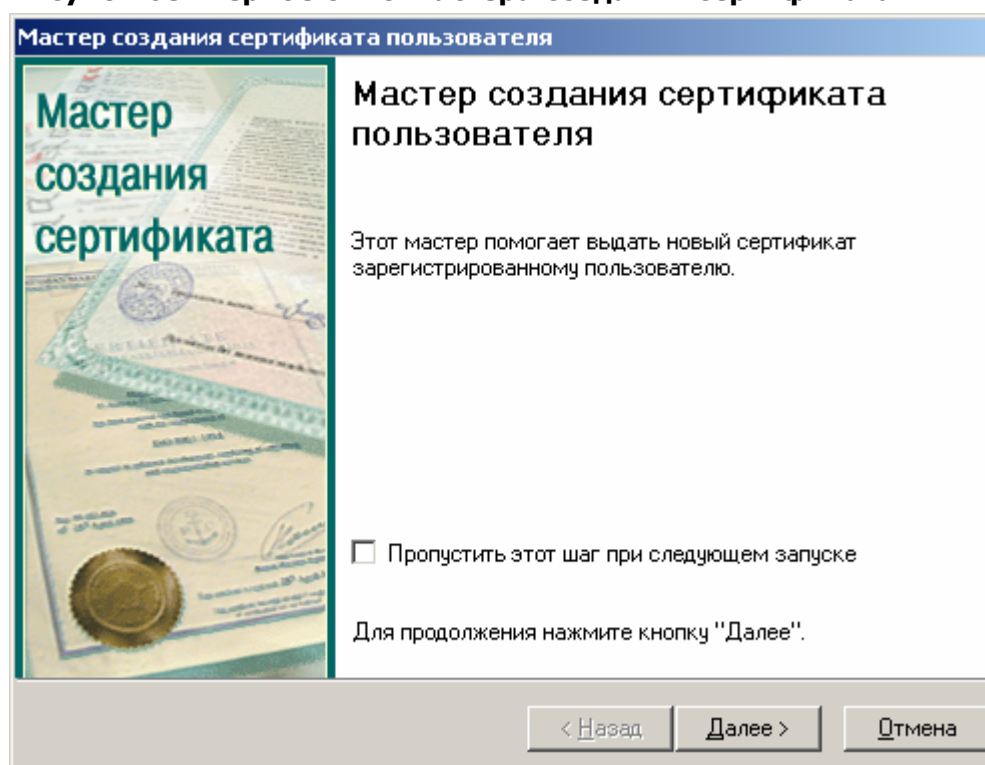 Мастер создания сертификата пользователя
Мастер
создания
сертификата
Мастер создания сертификата
пользователя
Этот мастер помогает выдать новый сертификат
зарегистрированному пользователю.
Пропустить этот шаг при следующем запуске
Для продолжения нажмите кнопку "Далее".
< Назад
Далее >
Отмена